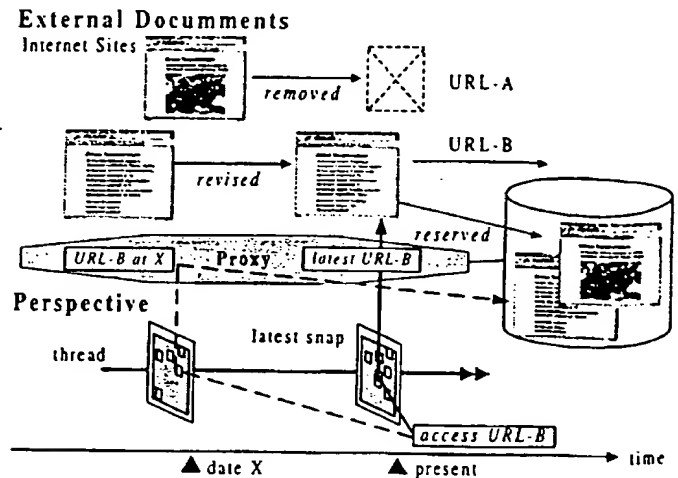 External Documments
Internet Sites
removed
URL-A
URL-B
revised
reserved
URL-B at X
Proxy
latest URL-B
Perspective
latest snap
thread
access URL-B
time
▲ date X
▲ present